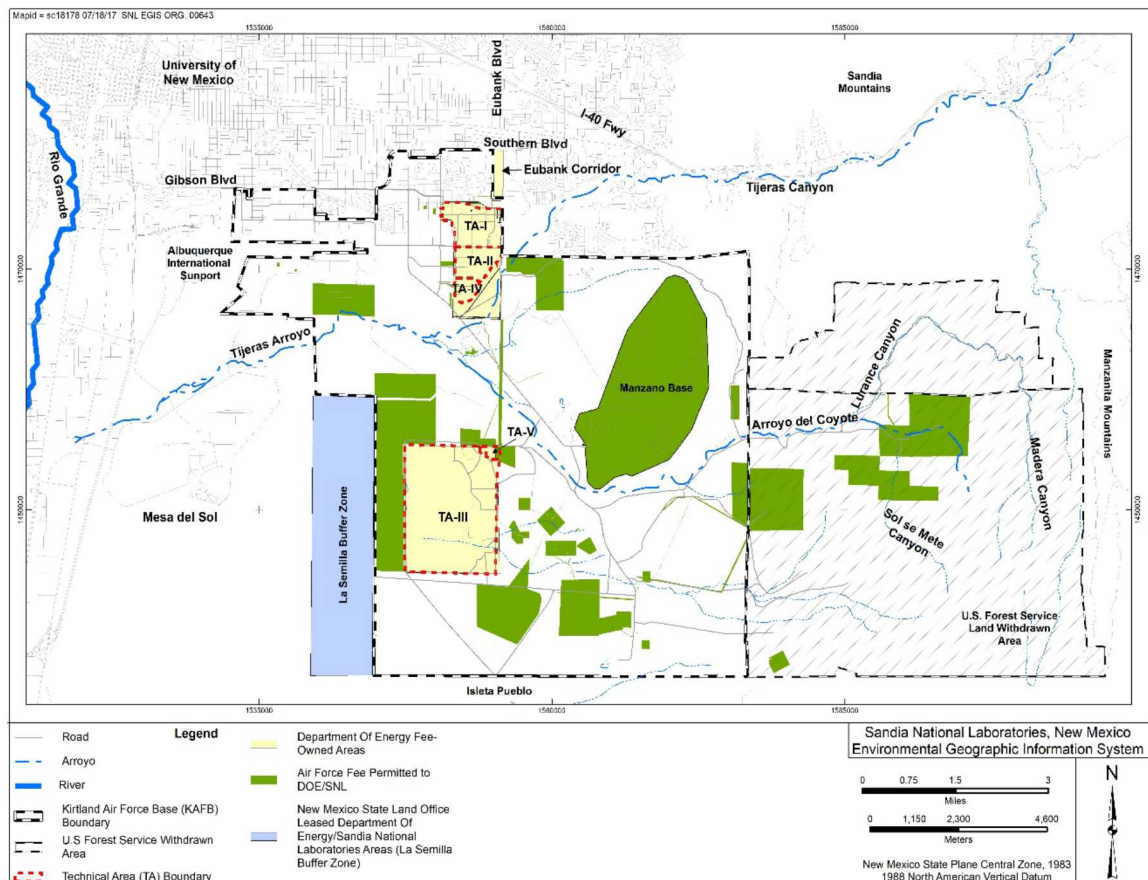 Mapid = sc18178 07/18/17 SNL EGIS ORG. 00643
1535000
1560000
1585000
University of
New Mexico
Eubank Blvd
I-40 Fwy
Sandia
Mountains
Southern Blvd
Eubank Corridor
Rio Grande
Gibson Blvd
Tijeras Canyon
TA-I
Albuquerque
International
Sunport
TA-II
1470000
1470000
TA-IV
Tijeras Arroyo
Lurance Canyon
Manzano Base
Manzanita Mountains
Arroyo del Coyote
TA-V
Madera Canyon
La Semilla Buffer Zone
Mesa del Sol
TA-III
1450000
1450000
Sol se Mete
Canyon
U.S. Forest Service
Land Withdrawn
Area
Isleta Pueblo
1535000
1560000
1585000
Legend
Road
Arroyo
River
Kirtland Air Force Base (KAFB)
Boundary
U.S Forest Service Withdrawn
Area
Technical Area (TA) Boundary
Department Of Energy Fee-
Owned Areas
Air Force Fee Permitted to
DOE/SNL
New Mexico State Land Office
Leased Department Of
Energy/Sandia National
Laboratories Areas (La Semilla
Buffer Zone)
Sandia National Laboratories, New Mexico
Environmental Geographic Information System
0 0.75 1.5 3
Miles
0 1,150 2,300 4,600
Meters
N
New Mexico State Plane Central Zone, 1983
1988 North American Vertical Datum